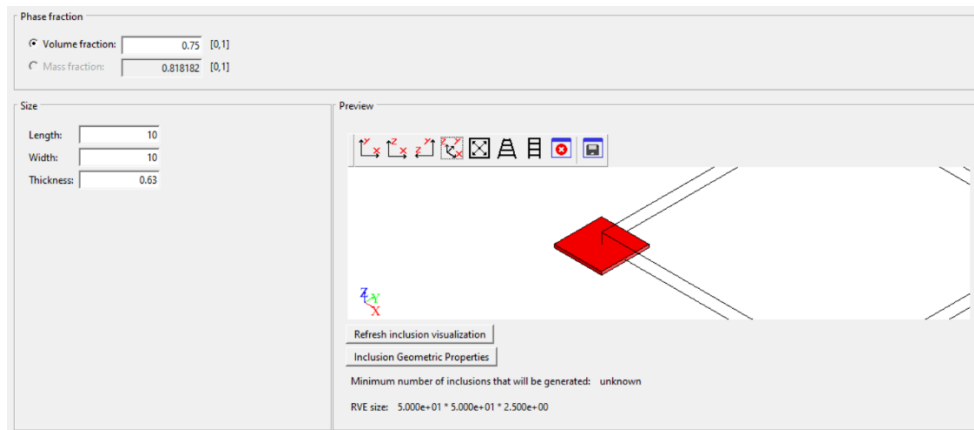 Phase fraction
Volume fraction: 0.75 [0,1]
Mass fraction: 0.818182 [0,1]
Size
Length: 10
Width: 10
Thickness: 0.63
Preview
Y X Z X Z Y Z Y X
Z Y X
Refresh inclusion visualization
Inclusion Geometric Properties
Minimum number of inclusions that will be generated: unknown
RVE size: 5.000e+01 * 5.000e+01 * 2.500e+00